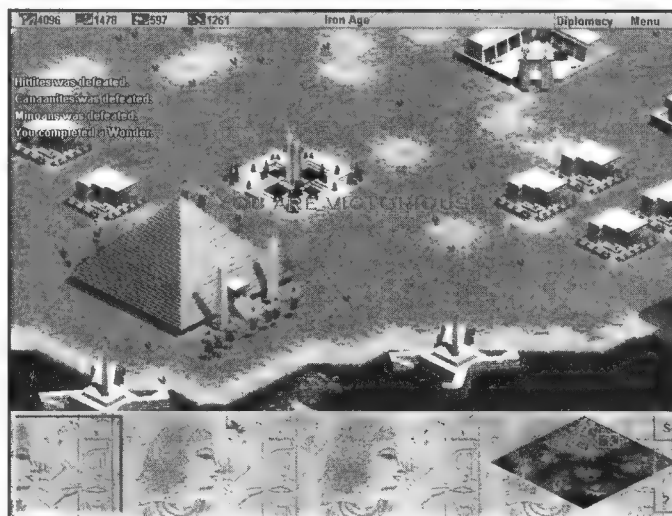 4096 1478 597 1261 Iron Age Diplomacy Menu
Hittites was defeated.
Canaanites was defeated.
Minoans was defeated.
You completed a Wonder.
YOU ARE VICTORIOUS!
S
?